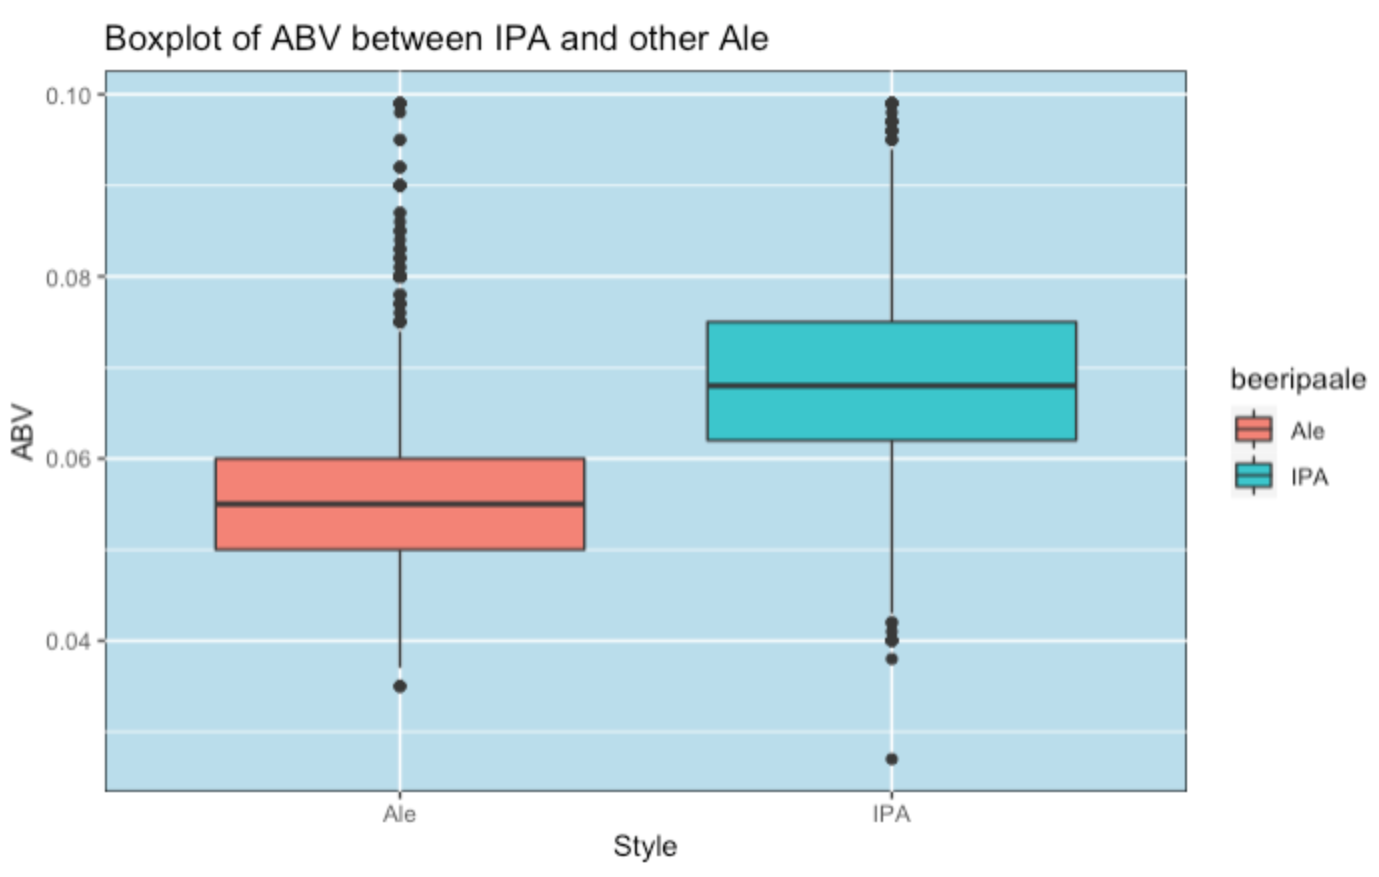 Boxplot of ABV between IPA and other Ale
0.10
0.08
0.06
0.04
ABV
Ale
IPA
Style
beeripaale
Ale
IPA